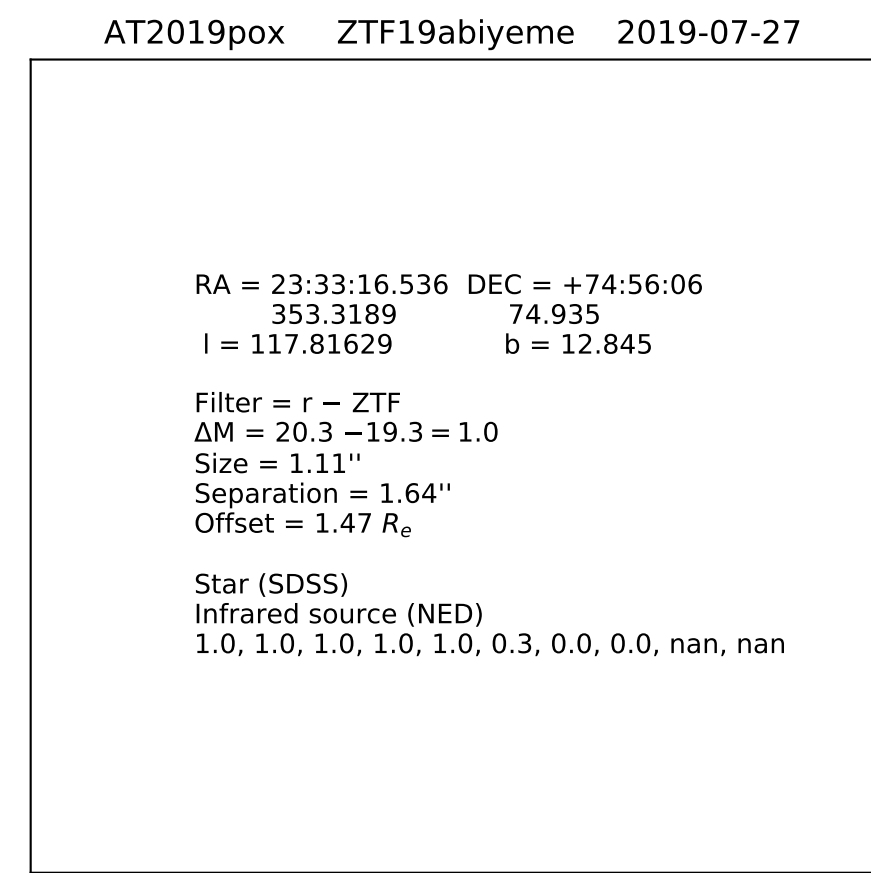 AT2019pox ZTF19abiyeme 2019-07-27
RA = 23:33:16.536 DEC = +74:56:06
353.3189 74.935
l = 117.81629 b = 12.845
Filter = r − ZTF
ΔM = 20.3 −19.3 = 1.0
Size = 1.11''
Separation = 1.64''
Offset = 1.47 Rₑ
Star (SDSS)
Infrared source (NED)
1.0, 1.0, 1.0, 1.0, 1.0, 0.3, 0.0, 0.0, nan, nan